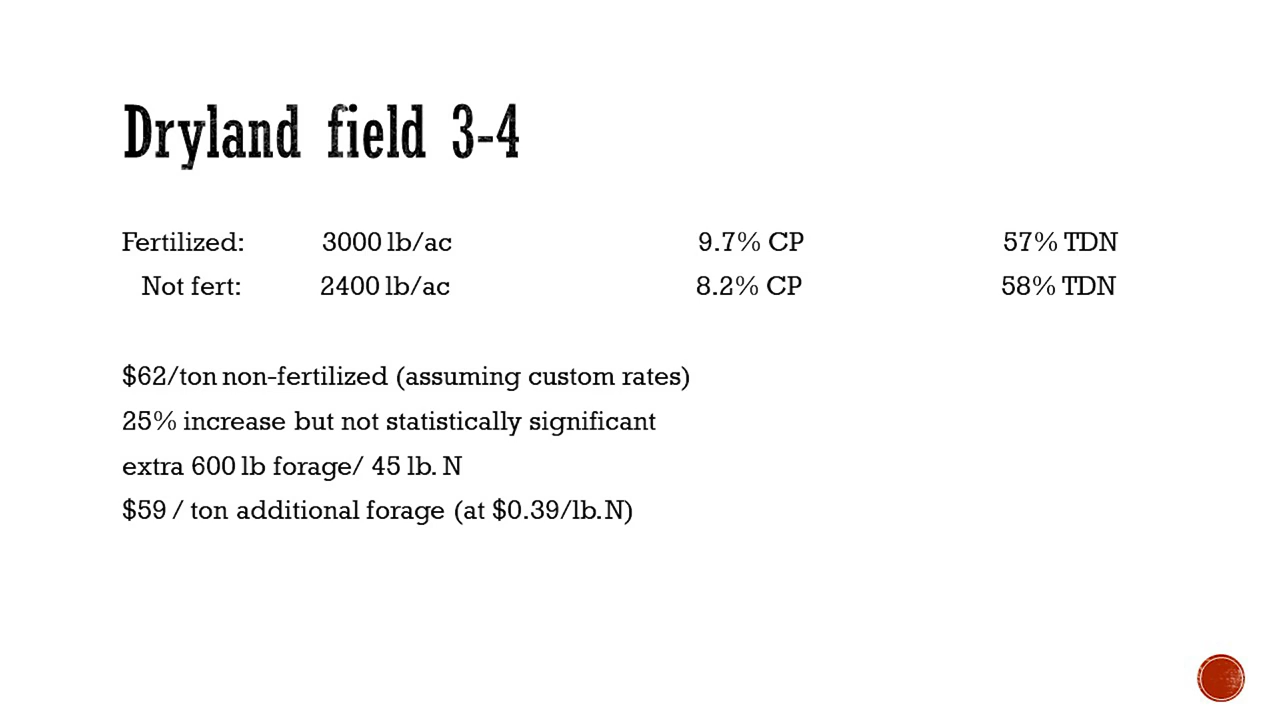 Dryland field 3-4
Fertilized: 3000 lb/ac 9.7% CP 57% TDN
Not fert: 2400 lb/ac 8.2% CP 58% TDN
$62/ton non-fertilized (assuming custom rates)
25% increase but not statistically significant
extra 600 lb forage/ 45 lb. N
$59 / ton additional forage (at $0.39/lb. N)